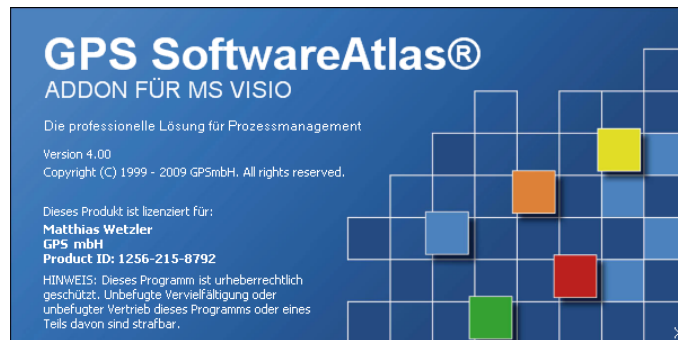 GPS SoftwareAtlas®
ADDON FÜR MS VISIO
Die professionelle Lösung für Prozessmanagement
Version 4.00
Copyright (C) 1999 - 2009 GPSmbH. All rights reserved.
Dieses Produkt ist lizenziert für:
Matthias Wetzler
GPS mbH
Product ID: 1256-215-8792
HINWEIS: Dieses Programm ist urheberrechtlich
geschützt. Unbefugte Vervielfältigung oder
unbefugter Vertrieb dieses Programms oder eines
Teils davon sind strafbar.